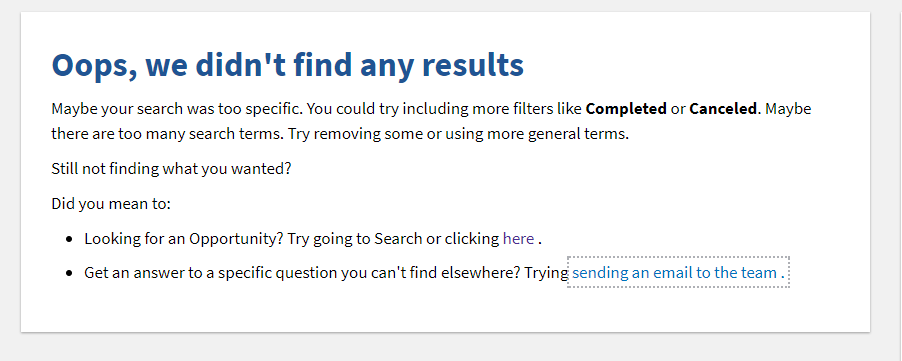 Oops, we didn't find any results
Maybe your search was too specific. You could try including more filters like Completed or Canceled. Maybe
there are too many search terms. Try removing some or using more general terms.
Still not finding what you wanted?
Did you mean to:
• Looking for an Opportunity? Try going to Search or clicking here .
• Get an answer to a specific question you can't find elsewhere? Trying sending an email to the team .